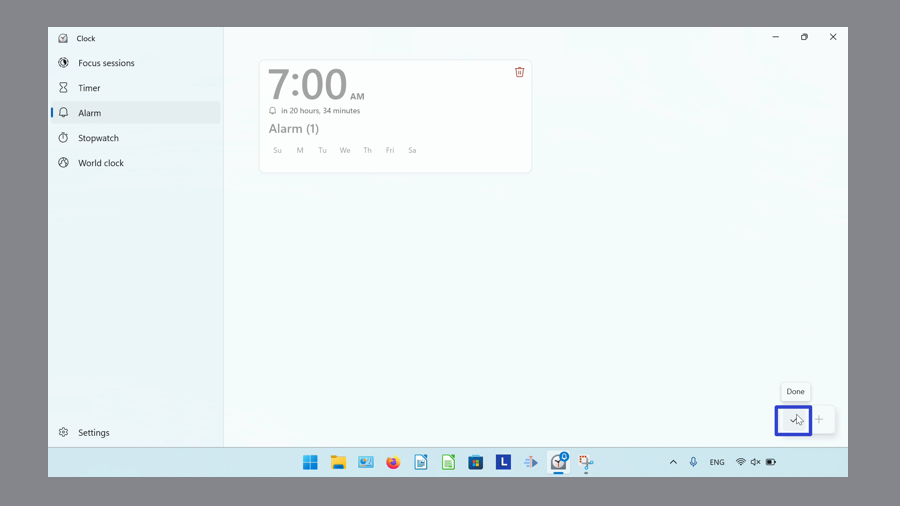 Clock
Focus sessions
Timer
Alarm
Stopwatch
World clock
Settings
7:00 AM
in 20 hours, 34 minutes
Alarm (1)
Su M Tu We Th Fri Sa
Done
L
ENG